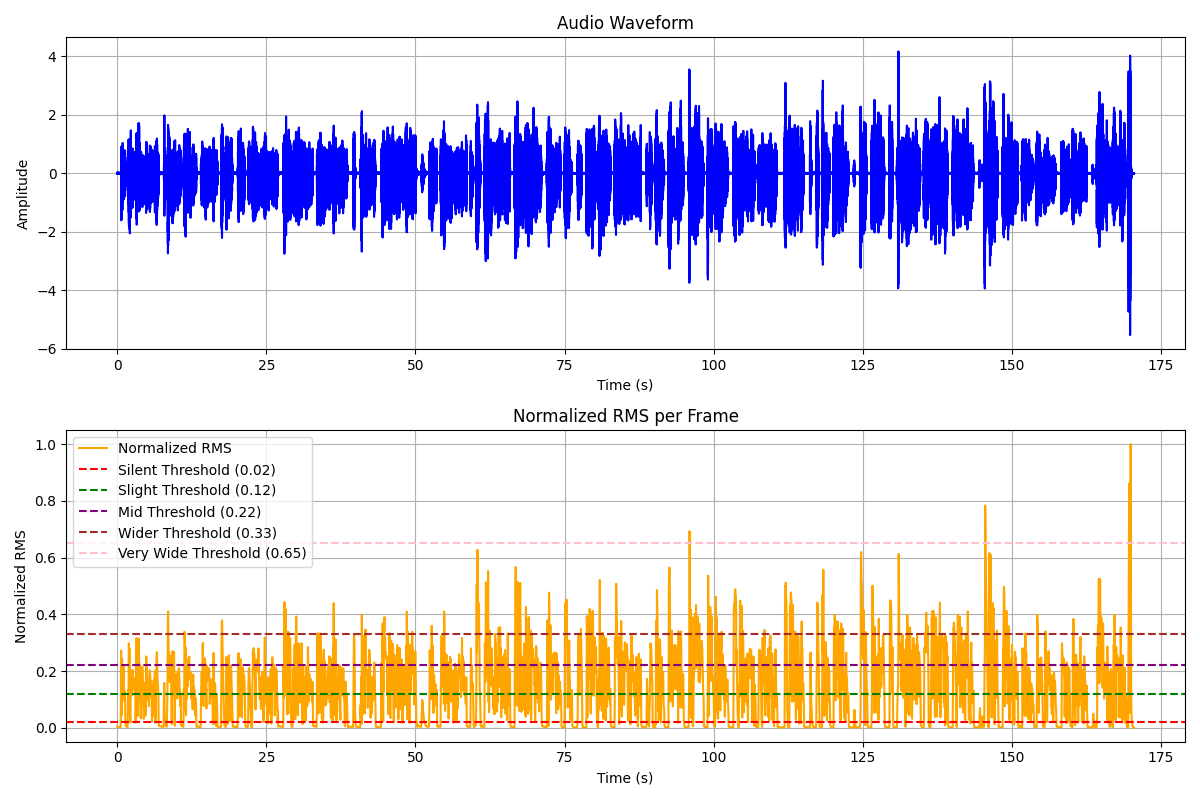 Audio Waveform
4
2
0
−2
−4
−6
Amplitude
0 25 50 75 100 125 150 175
Time (s)
Normalized RMS per Frame
1.0
0.8
0.6
0.4
0.2
0.0
Normalized RMS
Normalized RMS
Silent Threshold (0.02)
Slight Threshold (0.12)
Mid Threshold (0.22)
Wider Threshold (0.33)
Very Wide Threshold (0.65)
0 25 50 75 100 125 150 175
Time (s)